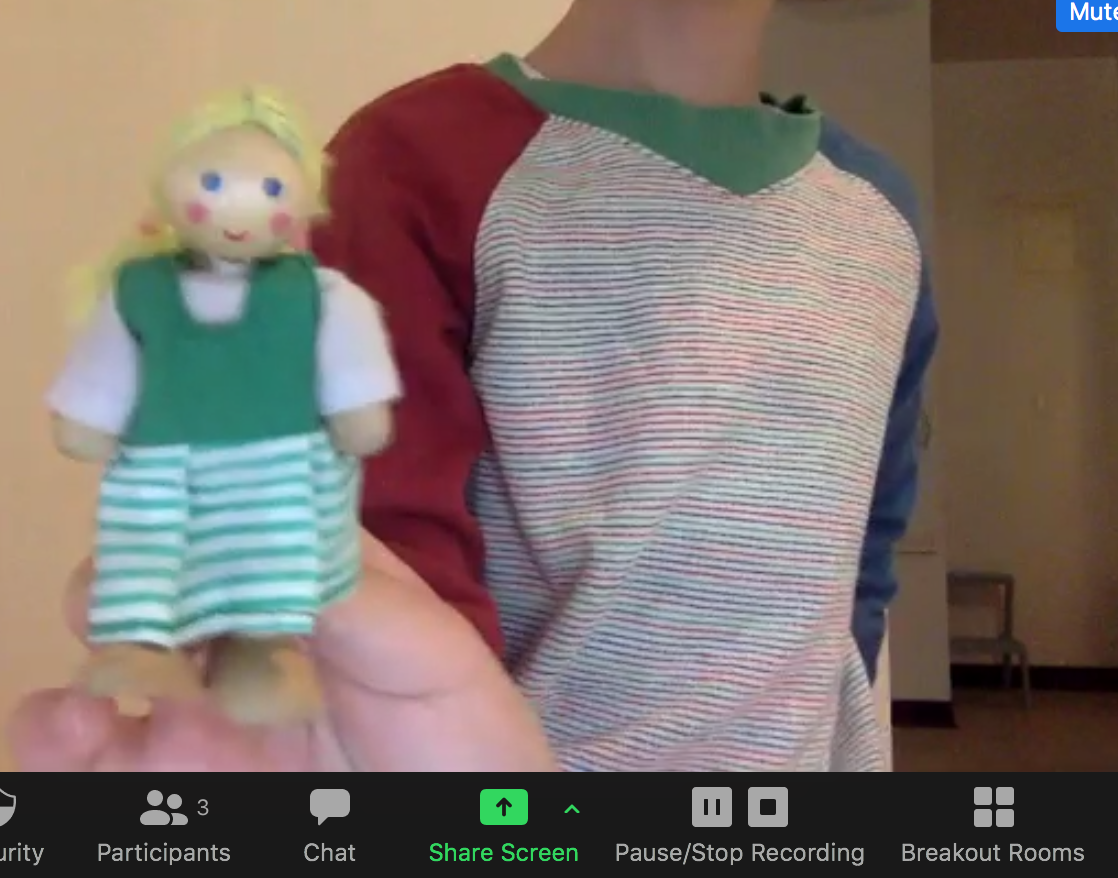 Mute
urity
Participants
3
Chat
Share Screen
Pause/Stop Recording
Breakout Rooms